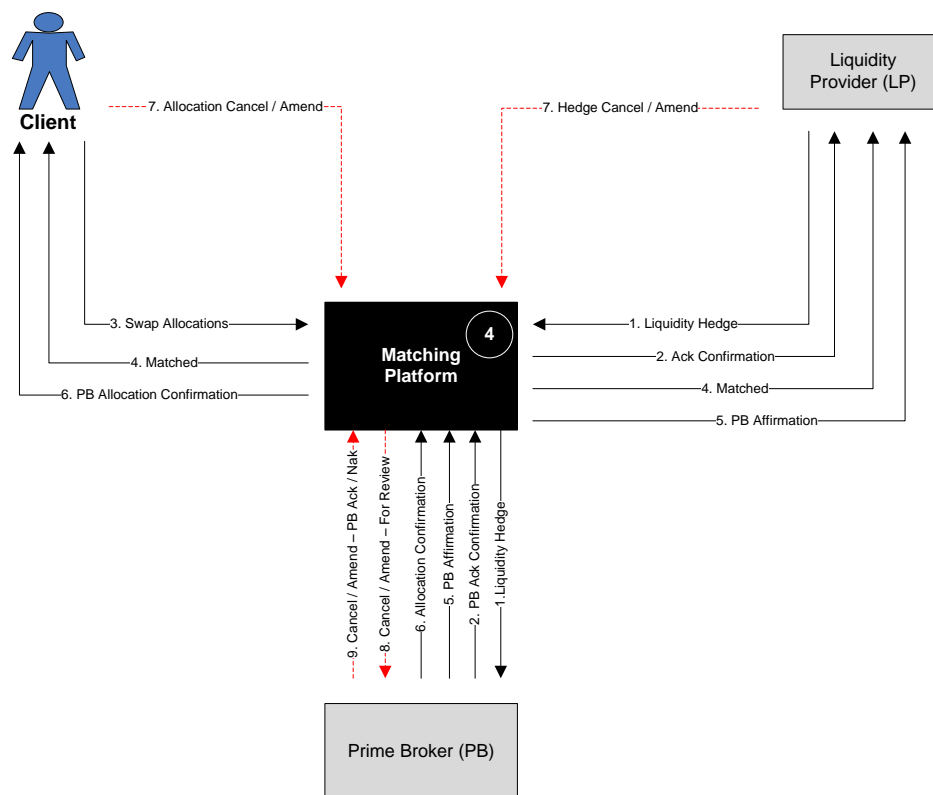 Liquidity
Provider (LP)
Client
7. Allocation Cancel / Amend
7. Hedge Cancel / Amend
3. Swap Allocations
4. Matched
6. PB Allocation Confirmation
Matching
Platform
4
1. Liquidity Hedge
2. Ack Confirmation
4. Matched
5. PB Affirmation
9. Cancel / Amend – PB Ack / Nak
8. Cancel / Amend – For Review
6. Allocation Confirmation
5. PB Affirmation
2. PB Ack Confirmation
1.Liquidity Hedge
Prime Broker (PB)